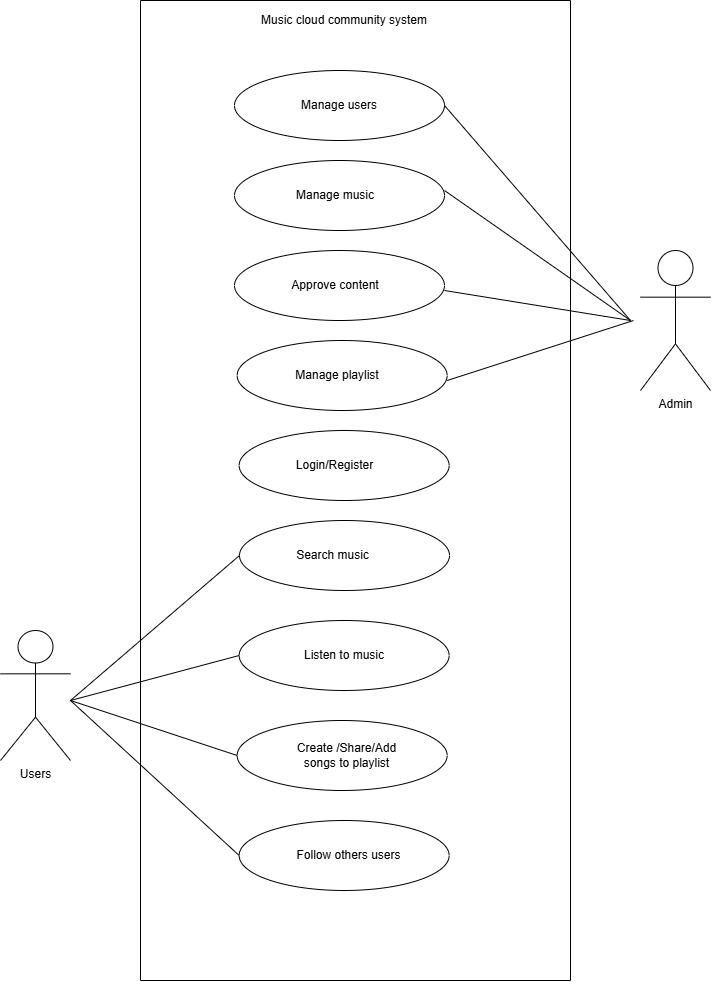 Music cloud community system
Manage users
Manage music
Approve content
Manage playlist
Admin
Login/Register
Search music
Listen to music
Users
Create /Share/Add
songs to playlist
Follow others users